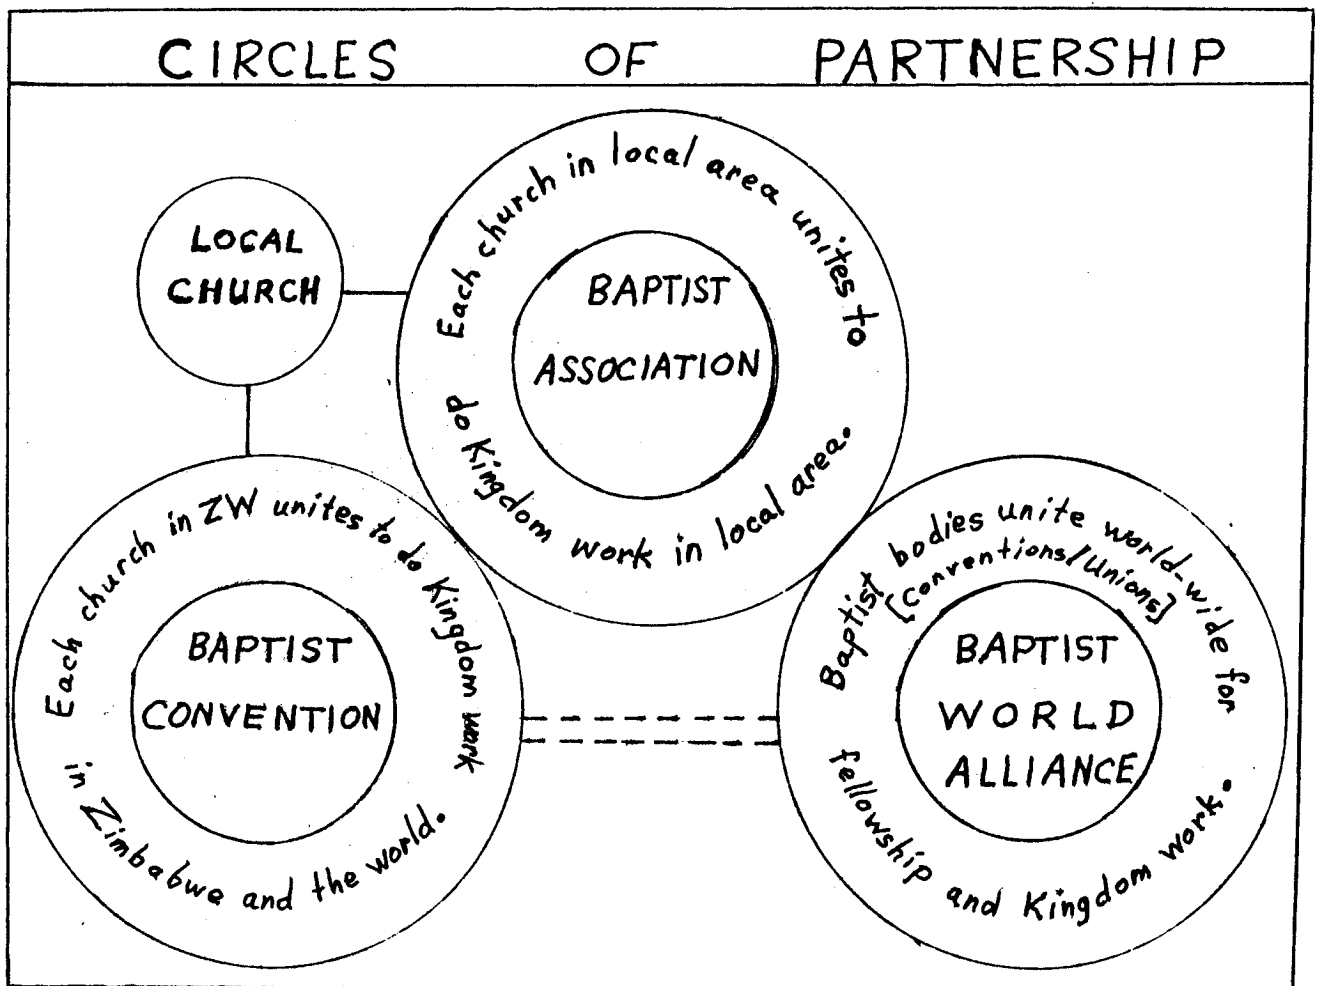 CIRCLES OF PARTNERSHIP
LOCAL
CHURCH
Each church in local area unites to
do Kingdom work in local area.
BAPTIST
ASSOCIATION
Each church in ZW unites to do Kingdom work
in Zimbabwe and the world.
BAPTIST
CONVENTION
Baptist bodies unite world-wide for
[Conventions/Unions]
fellowship and Kingdom work.
BAPTIST
WORLD
ALLIANCE